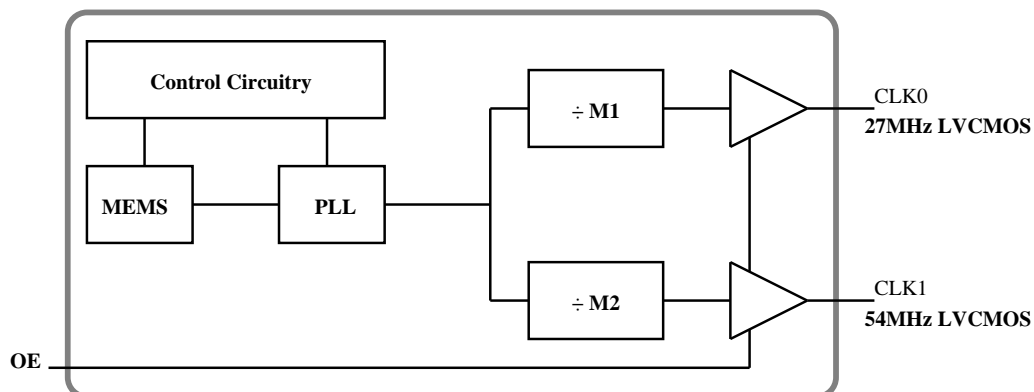 Control Circuitry
÷ M1
CLK0
27MHz LVCMOS
MEMS
PLL
÷ M2
CLK1
54MHz LVCMOS
OE